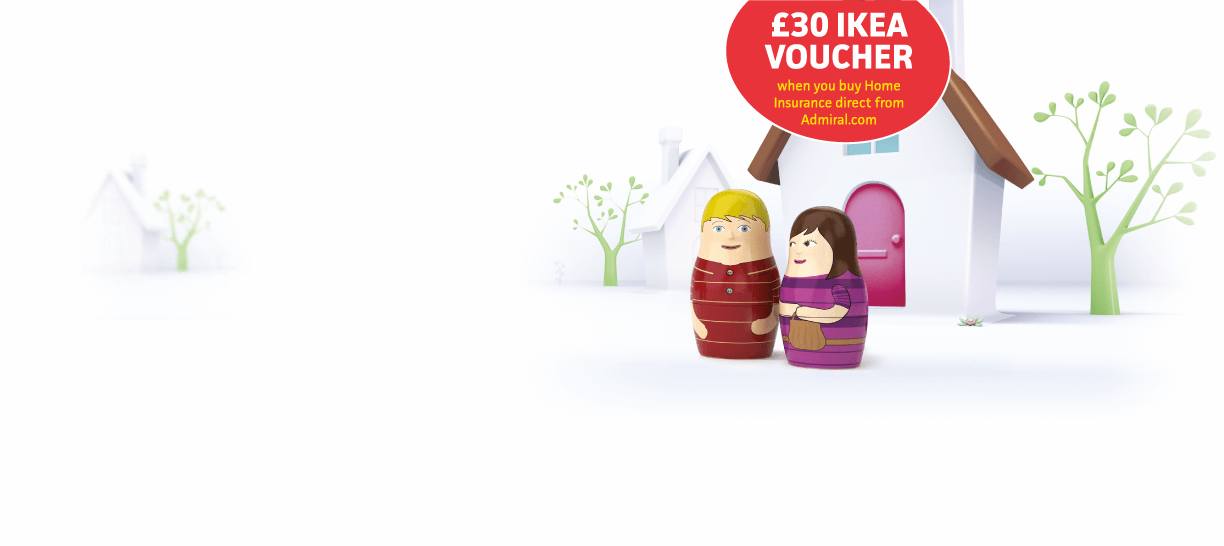 £30 IKEA
VOUCHER
when you buy Home
Insurance direct from
Admiral.com